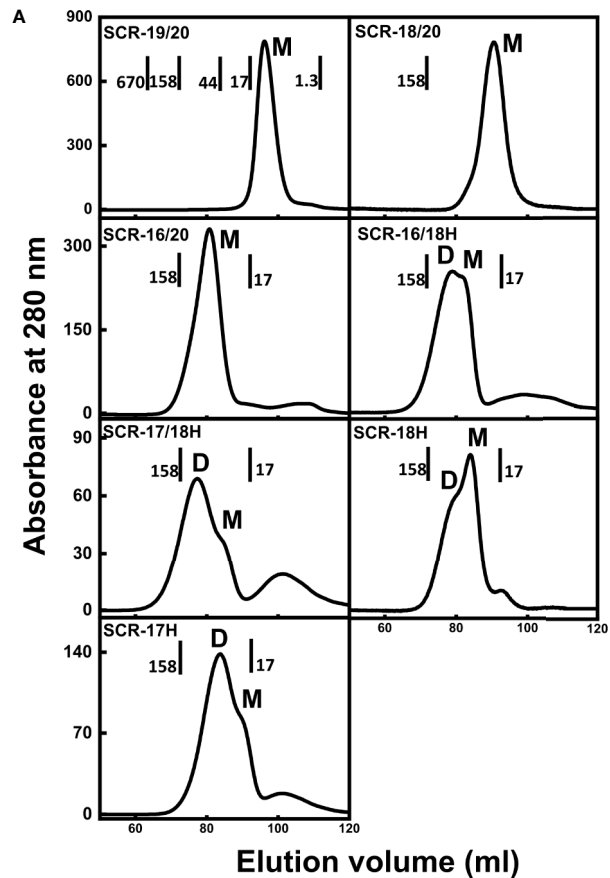 A
Absorbance at 280 nm
900
600
300
0
SCR-19/20
670
158
44
17
1.3
M
SCR-18/20
158
M
300
150
0
SCR-16/20
158
M
17
SCR-16/18H
158
D
M
17
90
60
30
0
SCR-17/18H
158
D
M
17
SCR-18H
158
D
M
17
60
80
100
120
140
70
0
SCR-17H
158
D
M
17
60
80
100
120
Elution volume (ml)